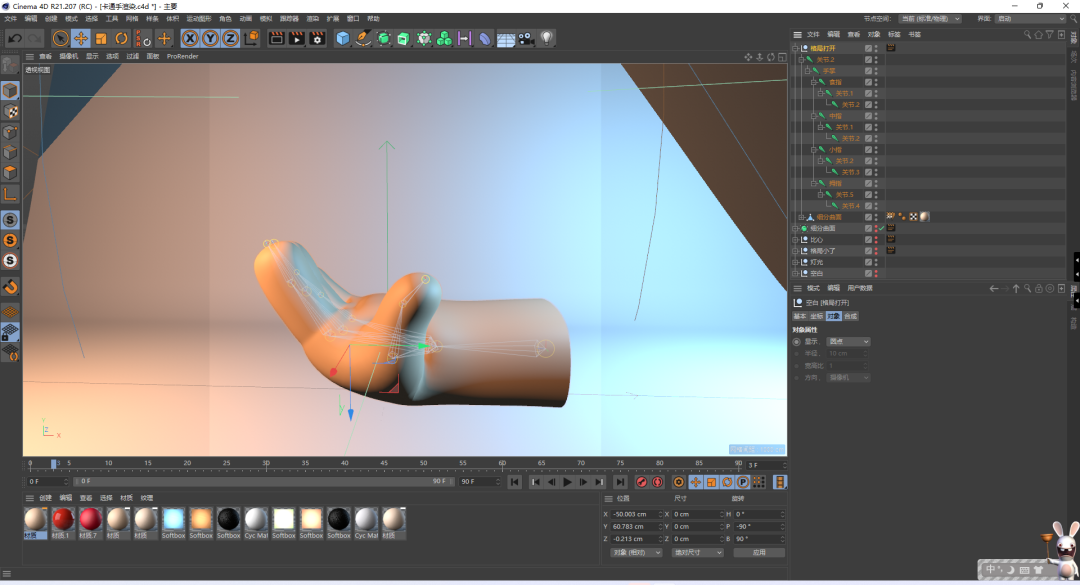 Cinema 4D R21.207 (RC) - [卡通手渲染.c4d *] - 主要
文件 编辑 创建 模式 选择 工具 网格 样条 体积 运动图形 角色 动画 模拟 跟踪器 渲染 扩展 窗口 帮助
节点空间: 当前 (标准/物理) 界面: 启动
查看 摄像机 显示 选项 过滤 面板 ProRender
透视视图
文件 编辑 查看 对象 标签 书签
格局打开
关节.2
手掌
食指
关节.1
关节.2
中指
关节.1
关节.2
小指
关节.2
关节.3
拇指
关节.5
关节.4
细分曲面
细分曲面
比心
格局小了
灯光
空白
模式 编辑 用户数据
空白 [格局打开]
基本 坐标 对象 合成
对象属性
显示 圆点
半径 10 cm
宽高比 1
方向 摄像机
Y
Z
X
0 5 10 15 20 25 30 35 40 45 50 55 60 65 70 75 80 85 90 3 F
0 F 0 F 90 F 90 F
创建 编辑 查看 选择 材质 纹理
材质 材质.1 材质.7 材质 材质 Softbox Softbox Softbox Cyc Mat Softbox Softbox Softbox Cyc Mat 材质
位置 尺寸 旋转
X -50.003 cm X 0 cm H 0 °
Y 60.783 cm Y 0 cm P -90 °
Z -0.213 cm Z 0 cm B 90 °
对象 (相对) 绝对尺寸 应用
中